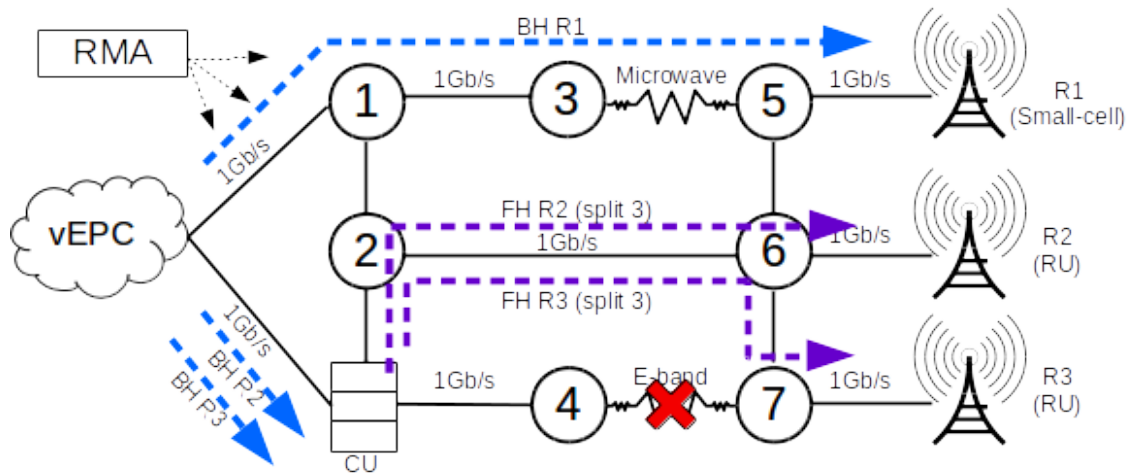 RMA
BH R1
1Gb/s
1
1Gb/s
3
Microwave
5
1Gb/s
R1
(Small-cell)
vEPC
FH R2 (split 3)
2
1Gb/s
6
1Gb/s
R2
(RU)
FH R3 (split 3)
1Gb/s
BH R2
BH R3
CU
1Gb/s
4
E-band
7
1Gb/s
R3
(RU)